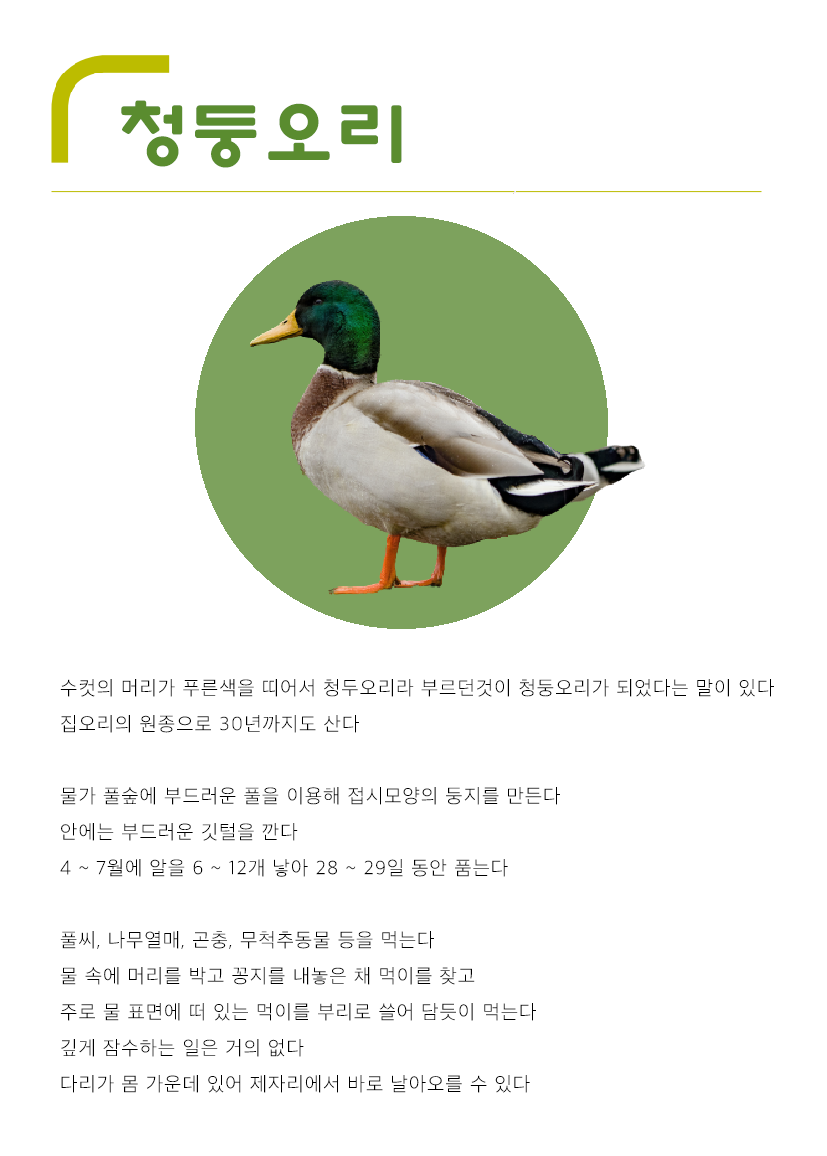 청둥오리
수컷의 머리가 푸른색을 띠어서 청두오리라 부르던것이 청둥오리가 되었다는 말이 있다
집오리의 원종으로 30년까지도 산다
물가 풀숲에 부드러운 풀을 이용해 접시모양의 둥지를 만든다
안에는 부드러운 깃털을 깐다
4 ~ 7월에 알을 6 ~ 12개 낳아 28 ~ 29일 동안 품는다
풀씨, 나무열매, 곤충, 무척추동물 등을 먹는다
물 속에 머리를 박고 꽁지를 내놓은 채 먹이를 찾고
주로 물 표면에 떠 있는 먹이를 부리로 쓸어 담듯이 먹는다
깊게 잠수하는 일은 거의 없다
다리가 몸 가운데 있어 제자리에서 바로 날아오를 수 있다